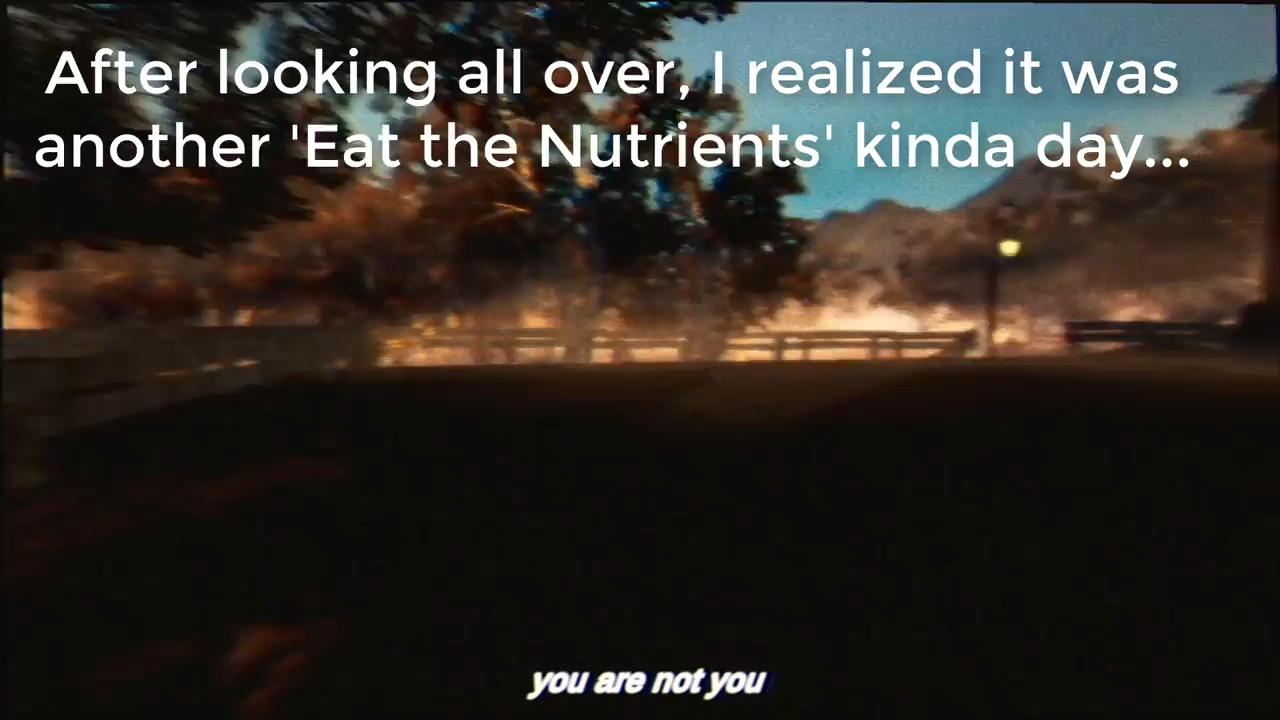 After looking all over, I realized it was
another 'Eat the Nutrients' kinda day...
you are not you